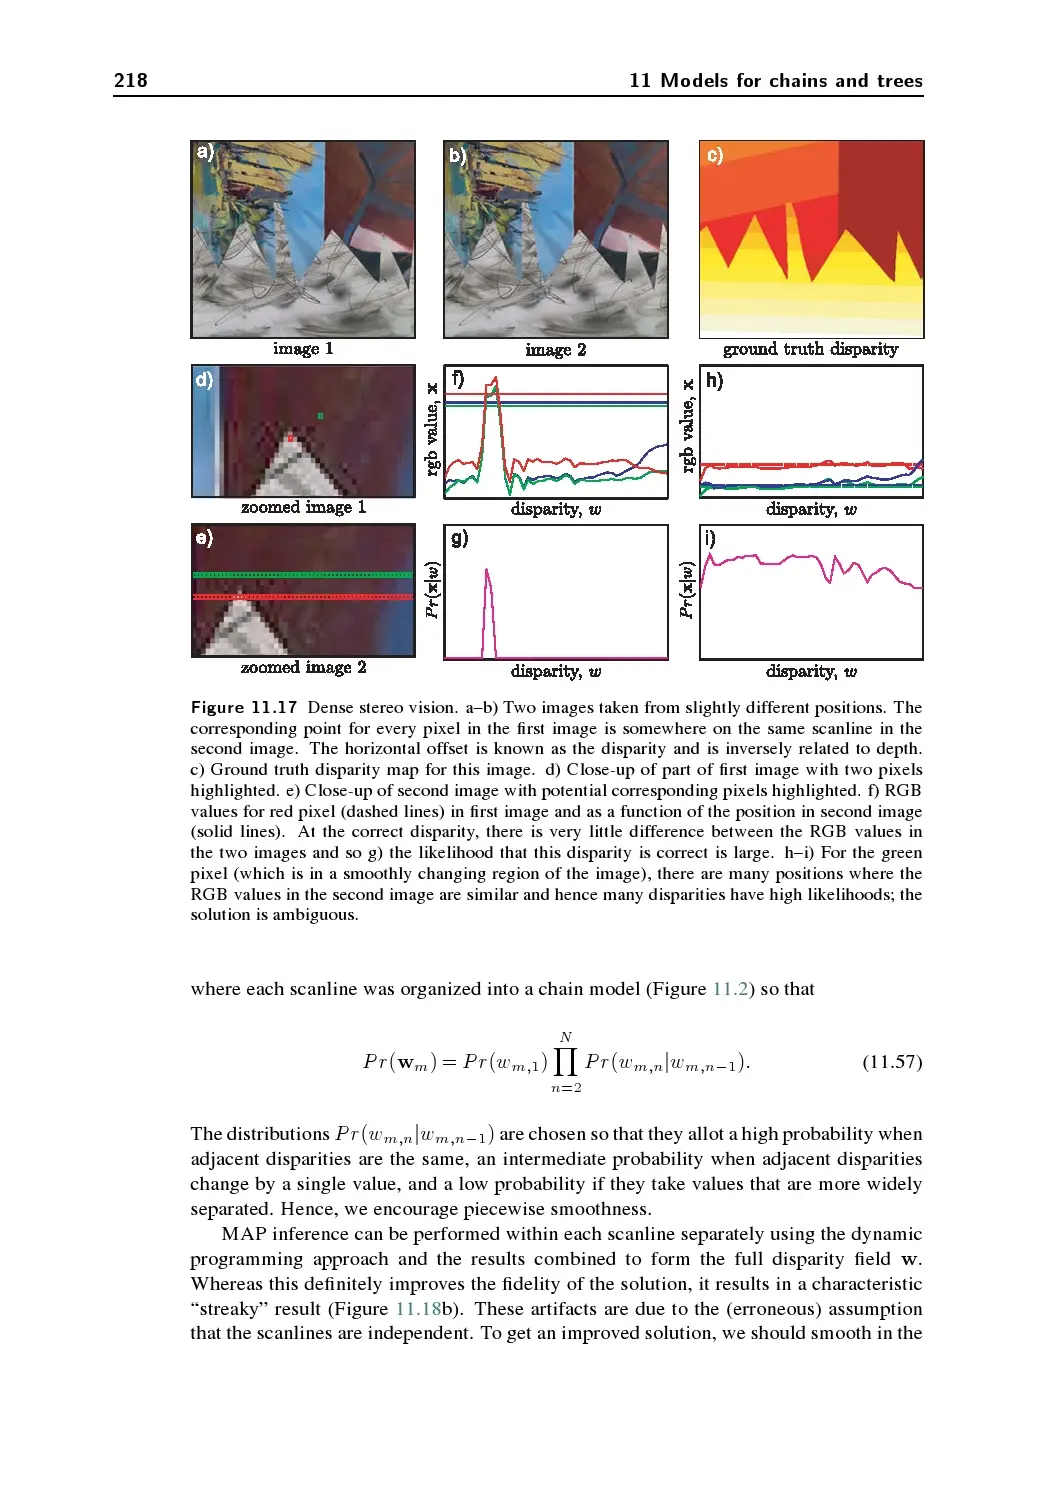 218
11 Models for chains and trees
a)
b)
c)
image 1
image 2
ground truth disparity
d)
f)
rgb value, x
h)
rgb value, x
zoomed image 1
disparity, w
disparity, w
e)
g)
Pr(x|w)
i)
Pr(x|w)
zoomed image 2
disparity, w
disparity, w
Figure 11.17 Dense stereo vision. a–b) Two images taken from slightly different positions. The
corresponding point for every pixel in the first image is somewhere on the same scanline in the
second image. The horizontal offset is known as the disparity and is inversely related to depth.
c) Ground truth disparity map for this image. d) Close-up of part of first image with two pixels
highlighted. e) Close-up of second image with potential corresponding pixels highlighted. f) RGB
values for red pixel (dashed lines) in first image and as a function of the position in second image
(solid lines). At the correct disparity, there is very little difference between the RGB values in
the two images and so g) the likelihood that this disparity is correct is large. h–i) For the green
pixel (which is in a smoothly changing region of the image), there are many positions where the
RGB values in the second image are similar and hence many disparities have high likelihoods; the
solution is ambiguous.
where each scanline was organized into a chain model (Figure 11.2) so that
Pr(w_m) = Pr(w_{m,1}) ∏_{n=2}^{N} Pr(w_{m,n}|w_{m,n−1}). (11.57)
The distributions Pr(w_{m,n}|w_{m,n−1}) are chosen so that they allot a high probability when
adjacent disparities are the same, an intermediate probability when adjacent disparities
change by a single value, and a low probability if they take values that are more widely
separated. Hence, we encourage piecewise smoothness.
MAP inference can be performed within each scanline separately using the dynamic
programming approach and the results combined to form the full disparity field w.
Whereas this definitely improves the fidelity of the solution, it results in a characteristic
“streaky” result (Figure 11.18b). These artifacts are due to the (erroneous) assumption
that the scanlines are independent. To get an improved solution, we should smooth in the